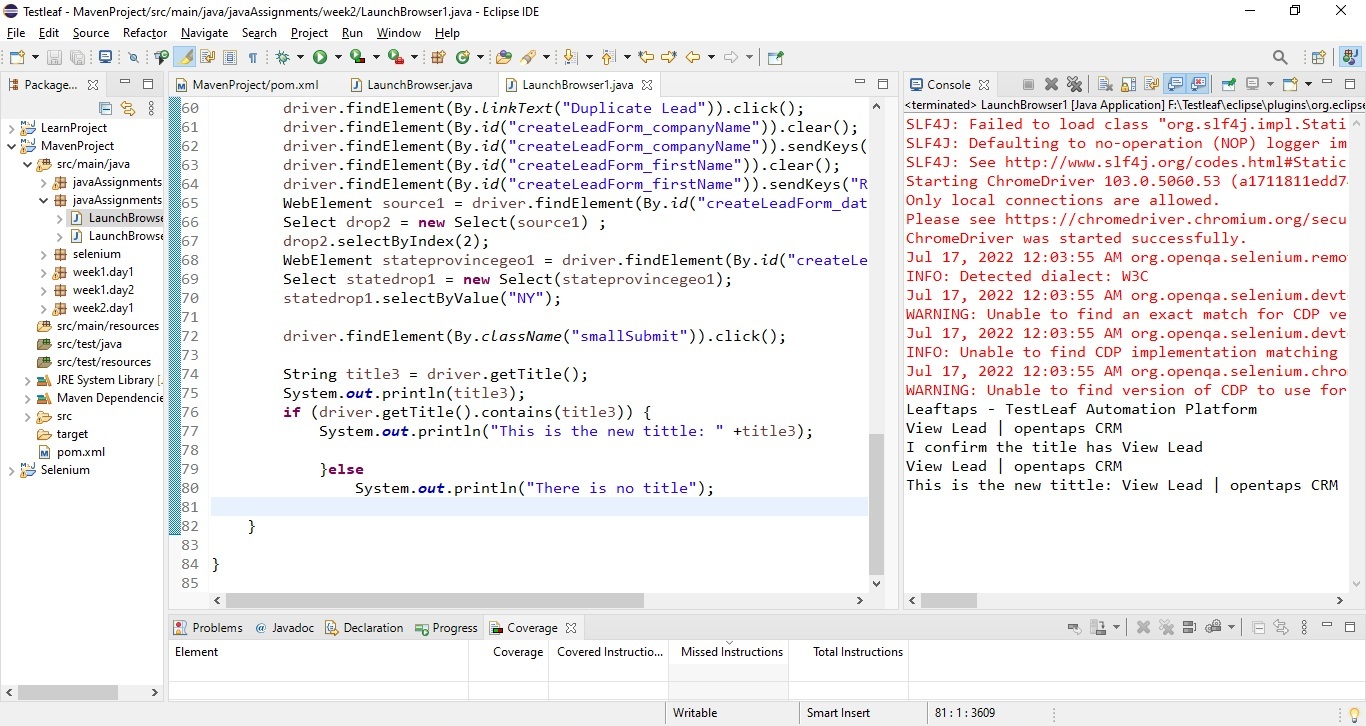 Testleaf - MavenProject/src/main/java/javaAssignments/week2/LaunchBrowser1.java - Eclipse IDE
File Edit Source Refactor Navigate Search Project Run Window Help
Package...
LearnProject
MavenProject
src/main/java
javaAssignments
javaAssignments
LaunchBrowse
LaunchBrowse
selenium
week1.day1
week1.day2
week2.day1
src/main/resources
src/test/java
src/test/resources
JRE System Library [.
Maven Dependencie
src
target
pom.xml
Selenium
MavenProject/pom.xml LaunchBrowser.java LaunchBrowser1.java
60 driver.findElement(By.linkText("Duplicate Lead")).click();
61 driver.findElement(By.id("createLeadForm_companyName")).clear();
62 driver.findElement(By.id("createLeadForm_companyName")).sendKeys(
63 driver.findElement(By.id("createLeadForm_firstName")).clear();
64 driver.findElement(By.id("createLeadForm_firstName")).sendKeys("R
65 WebElement source1 = driver.findElement(By.id("createLeadForm_dat
66 Select drop2 = new Select(source1) ;
67 drop2.selectByIndex(2);
68 WebElement stateprovincegeo1 = driver.findElement(By.id("createLe
69 Select statedrop1 = new Select(stateprovincegeo1);
70 statedrop1.selectByValue("NY");
71
72 driver.findElement(By.className("smallSubmit")).click();
73
74 String title3 = driver.getTitle();
75 System.out.println(title3);
76 if (driver.getTitle().contains(title3)) {
77 System.out.println("This is the new tittle: " +title3);
78
79 }else
80 System.out.println("There is no title");
81
82 }
83
84 }
85
Console
<terminated> LaunchBrowser1 [Java Application] F:\Testleaf\eclipse\plugins\org.eclipse
SLF4J: Failed to load class "org.slf4j.impl.Stati
SLF4J: Defaulting to no-operation (NOP) logger im
SLF4J: See http://www.slf4j.org/codes.html#Static
Starting ChromeDriver 103.0.5060.53 (a1711811edd7
Only local connections are allowed.
Please see https://chromedriver.chromium.org/secu
ChromeDriver was started successfully.
Jul 17, 2022 12:03:55 AM org.openqa.selenium.remo
INFO: Detected dialect: W3C
Jul 17, 2022 12:03:55 AM org.openqa.selenium.devt
WARNING: Unable to find an exact match for CDP ve
Jul 17, 2022 12:03:55 AM org.openqa.selenium.devt
INFO: Unable to find CDP implementation matching
Jul 17, 2022 12:03:55 AM org.openqa.selenium.chro
WARNING: Unable to find version of CDP to use for
Leaftaps - TestLeaf Automation Platform
View Lead | opentaps CRM
I confirm the title has View Lead
View Lead | opentaps CRM
This is the new tittle: View Lead | opentaps CRM
Problems Javadoc Declaration Progress Coverage
Element Coverage Covered Instructio... Missed Instructions Total Instructions
Writable Smart Insert 81 : 1 : 3609